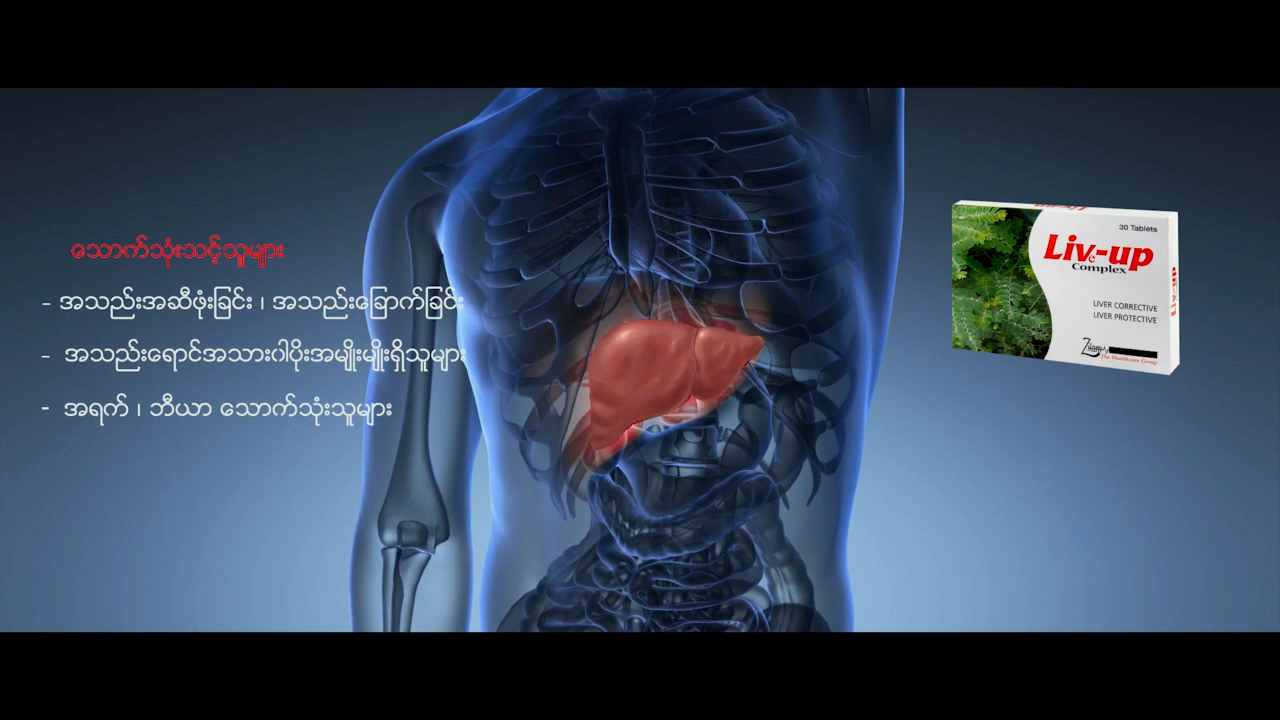 သောက်သုံးသင့်သူများ
- အသည်းအဆီဖုံးခြင်း ၊ အသည်းခြောက်ခြင်း
- အသည်းရောင်အသားဝါပိုးအမျိုးမျိုးရှိသူများ
- အရက် ၊ ဘီယာ သောက်သုံးသူများ
30 Tablets
Liv-up
Complex
LIVER CORRECTIVE
LIVER PROTECTIVE
The Healthcare Group
Liv-up